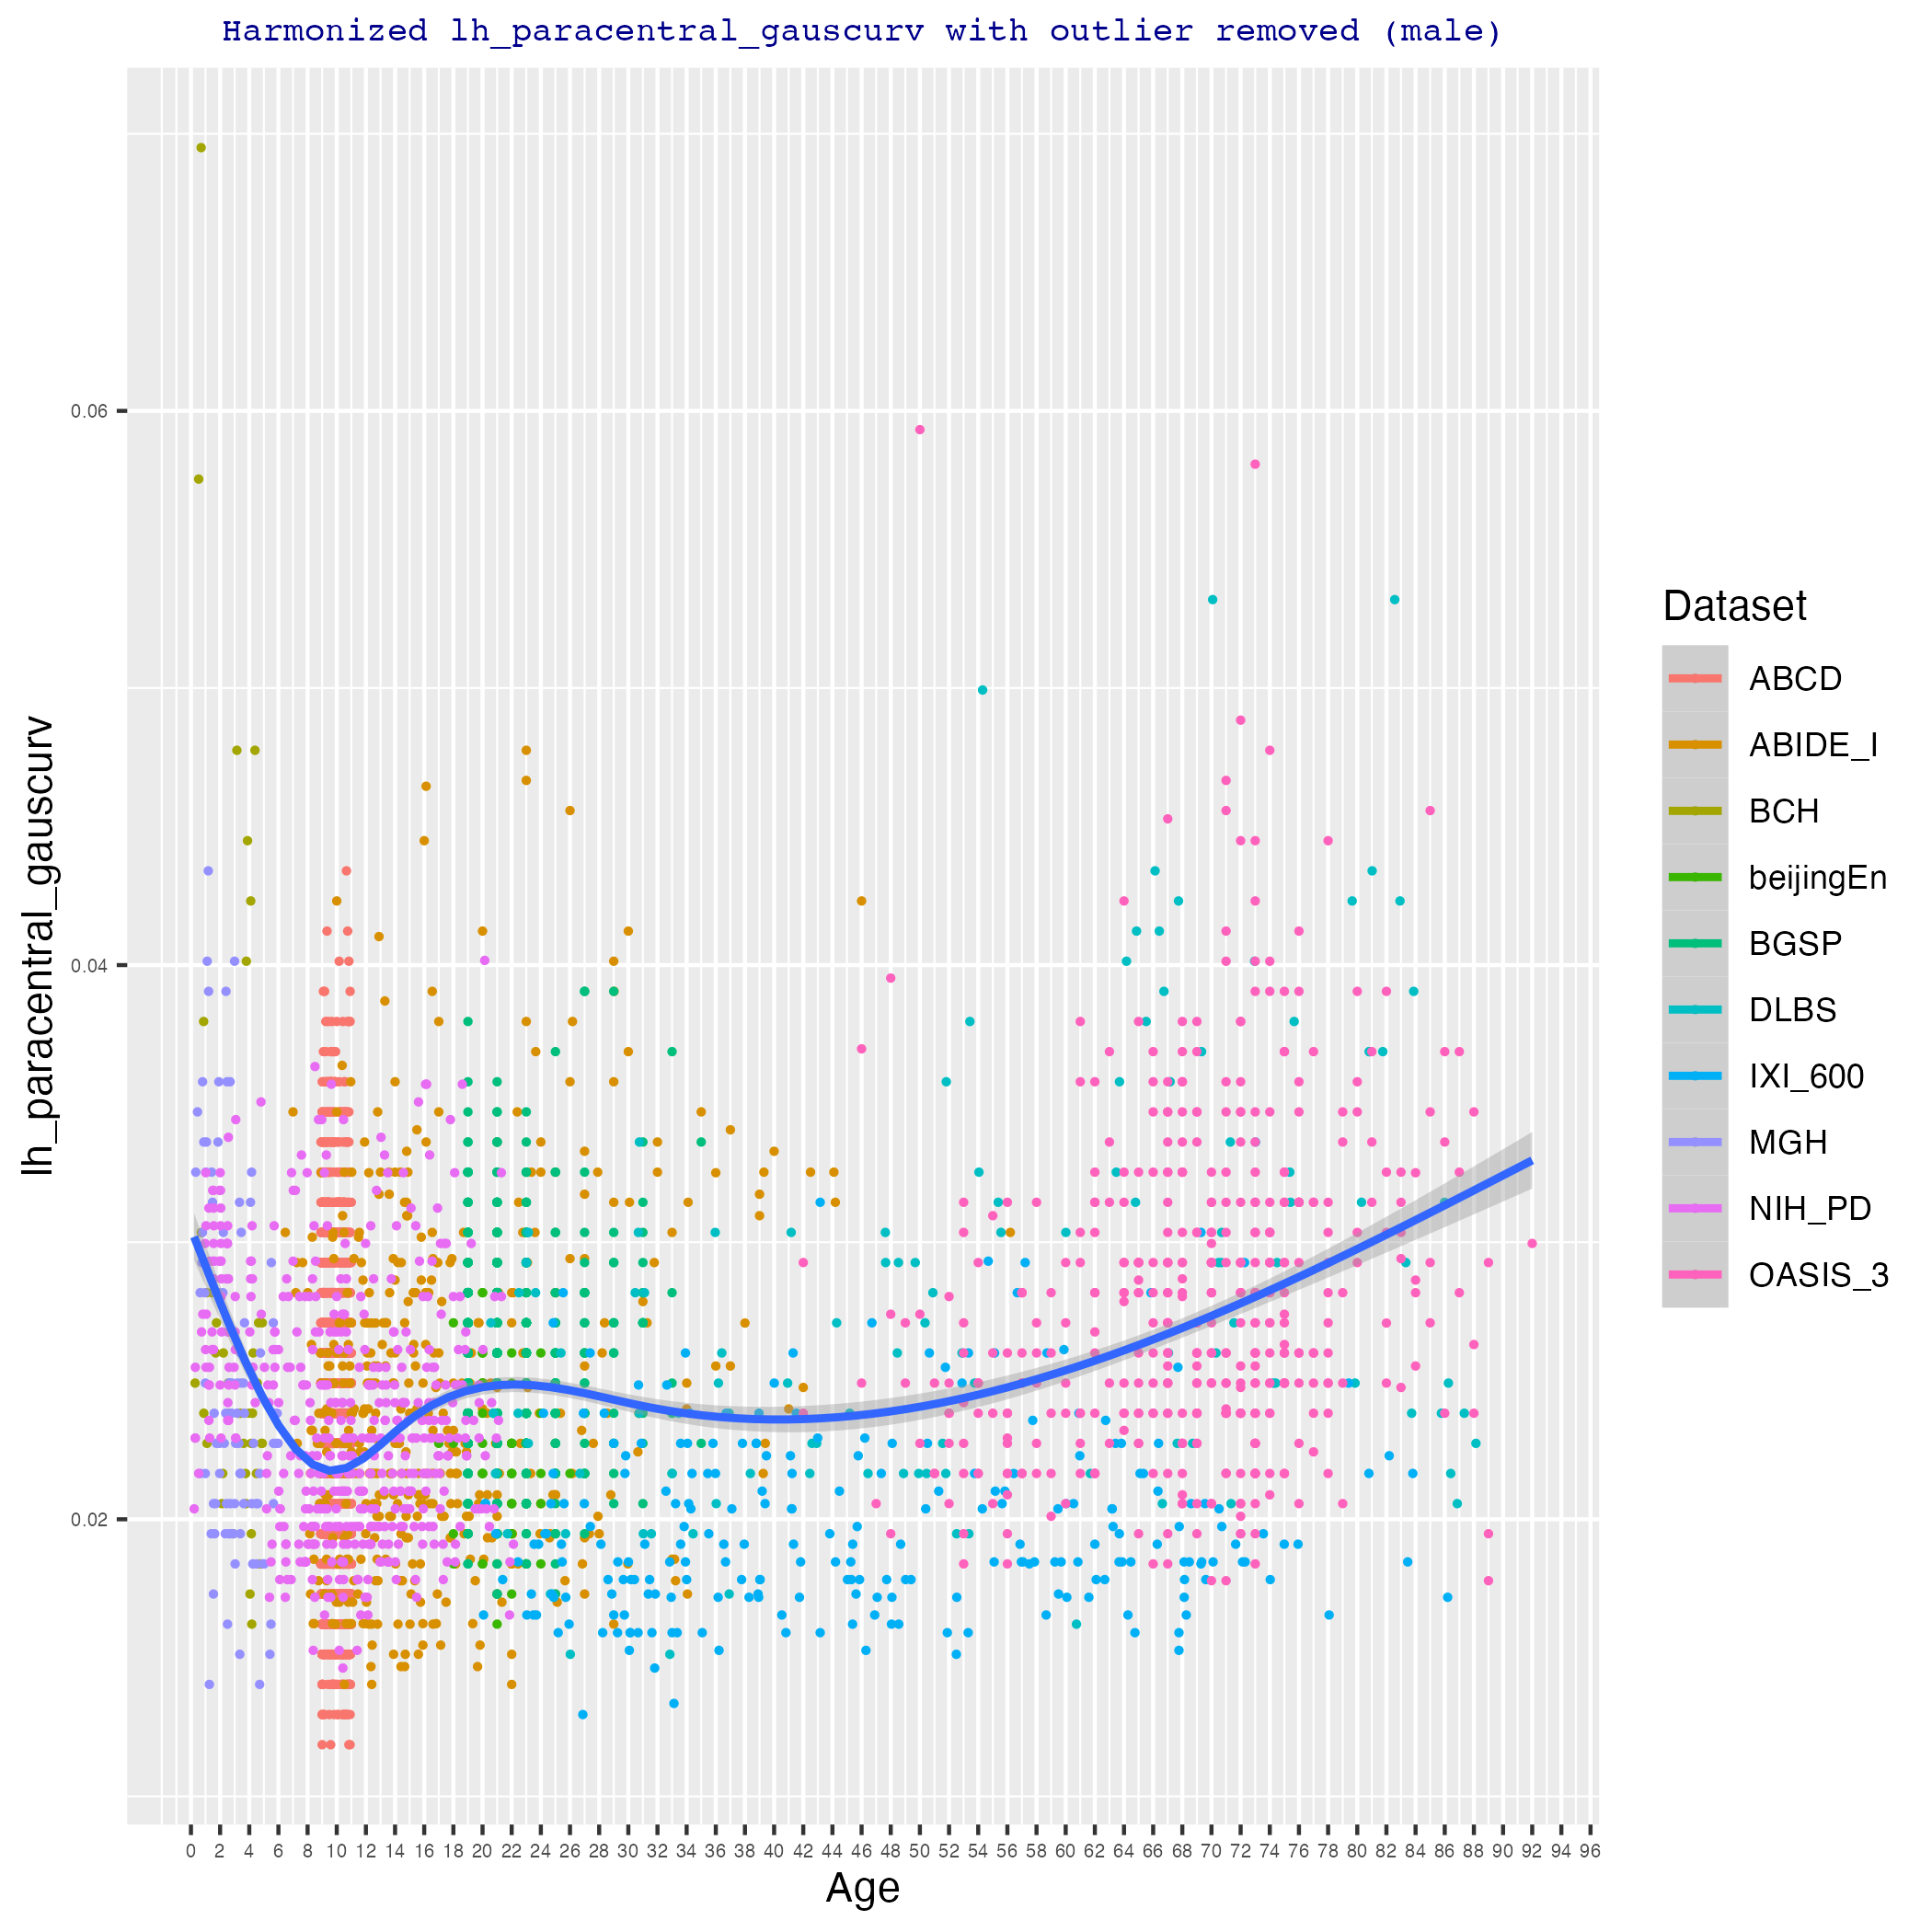 Harmonized lh_paracentral_gauscurv with outlier removed (male)
lh_paracentral_gauscurv
0.06
0.04
0.02
0 2 4 6 8 10 12 14 16 18 20 22 24 26 28 30 32 34 36 38 40 42 44 46 48 50 52 54 56 58 60 62 64 66 68 70 72 74 76 78 80 82 84 86 88 90 92 94 96
Age
Dataset
ABCD
ABIDE_I
BCH
beijingEn
BGSP
DLBS
IXI_600
MGH
NIH_PD
OASIS_3